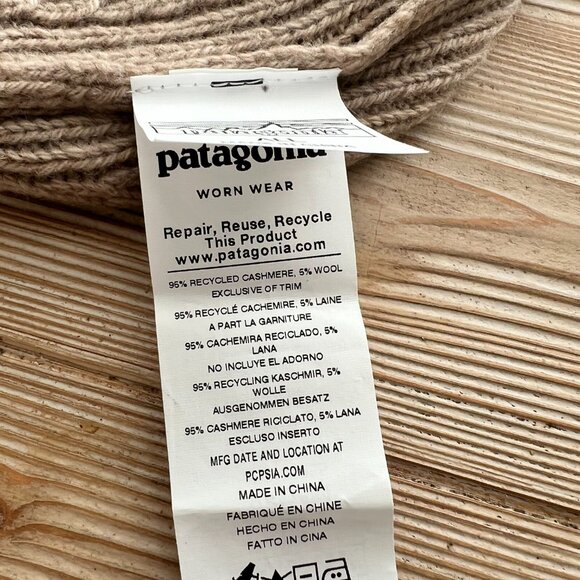 patagonia
WORN WEAR
Repair, Reuse, Recycle
This Product
www.patagonia.com
95% RECYCLED CASHMERE, 5% WOOL
EXCLUSIVE OF TRIM
95% RECYCLÉ CACHEMIRE, 5% LAINE
A PART LA GARNITURE
95% CACHEMIRA RECICLADO, 5%
LANA
NO INCLUYE EL ADORNO
95% RECYCLING KASCHMIR, 5%
WOLLE
AUSGENOMMEN BESATZ
95% CASHMERE RICICLATO, 5% LANA
ESCLUSO INSERTO
MFG DATE AND LOCATION AT
PCPSIA.COM
MADE IN CHINA
FABRIQUÉ EN CHINE
HECHO EN CHINA
FATTO IN CINA